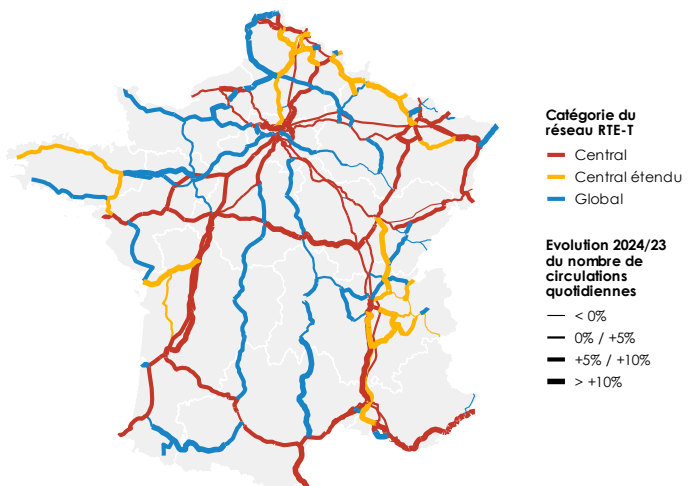 Catégorie du
réseau RTE-T
Central
Central étendu
Global
Evolution 2024/23
du nombre de
circulations
quotidiennes
< 0%
0% / +5%
+5% / +10%
> +10%